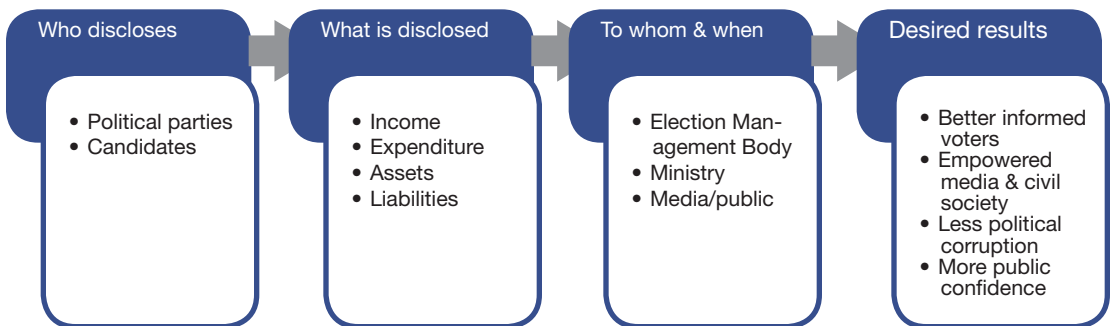 Who discloses
• Political parties
• Candidates
What is disclosed
• Income
• Expenditure
• Assets
• Liabilities
To whom & when
• Election Man-
agement Body
• Ministry
• Media/public
Desired results
• Better informed
voters
• Empowered
media & civil
society
• Less political
corruption
• More public
confidence